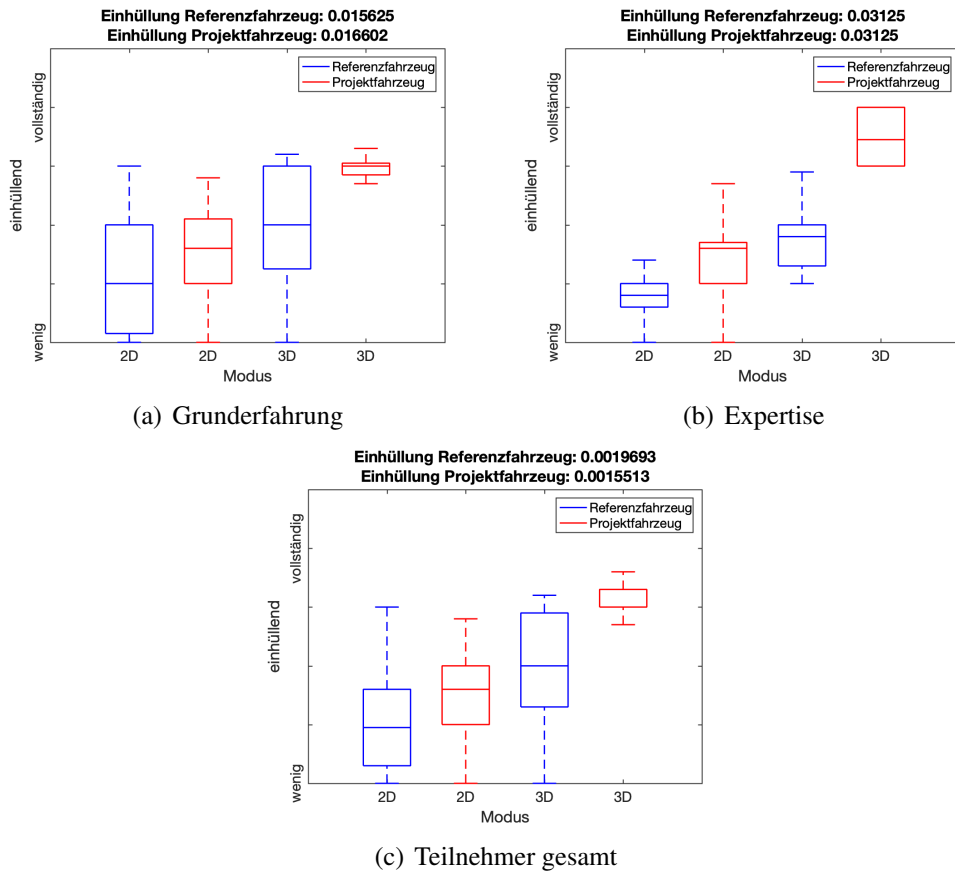 Einhüllung Referenzfahrzeug: 0.015625
Einhüllung Projektfahrzeug: 0.016602
Referenzfahrzeug
Projektfahrzeug
vollständig
einhüllend
wenig
2D 2D 3D 3D
Modus
(a) Grunderfahrung
Einhüllung Referenzfahrzeug: 0.03125
Einhüllung Projektfahrzeug: 0.03125
Referenzfahrzeug
Projektfahrzeug
vollständig
einhüllend
wenig
2D 2D 3D 3D
Modus
(b) Expertise
Einhüllung Referenzfahrzeug: 0.0019693
Einhüllung Projektfahrzeug: 0.0015513
Referenzfahrzeug
Projektfahrzeug
vollständig
einhüllend
wenig
2D 2D 3D 3D
Modus
(c) Teilnehmer gesamt